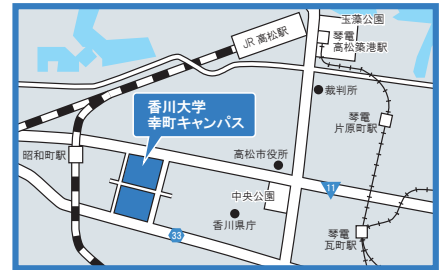 玉藻公園
JR 高松駅
琴電
高松築港駅
裁判所
香川大学
幸町キャンパス
琴電
片原町駅
昭和町駅
高松市役所
11
中央公園
香川県庁
33
琴電
瓦町駅